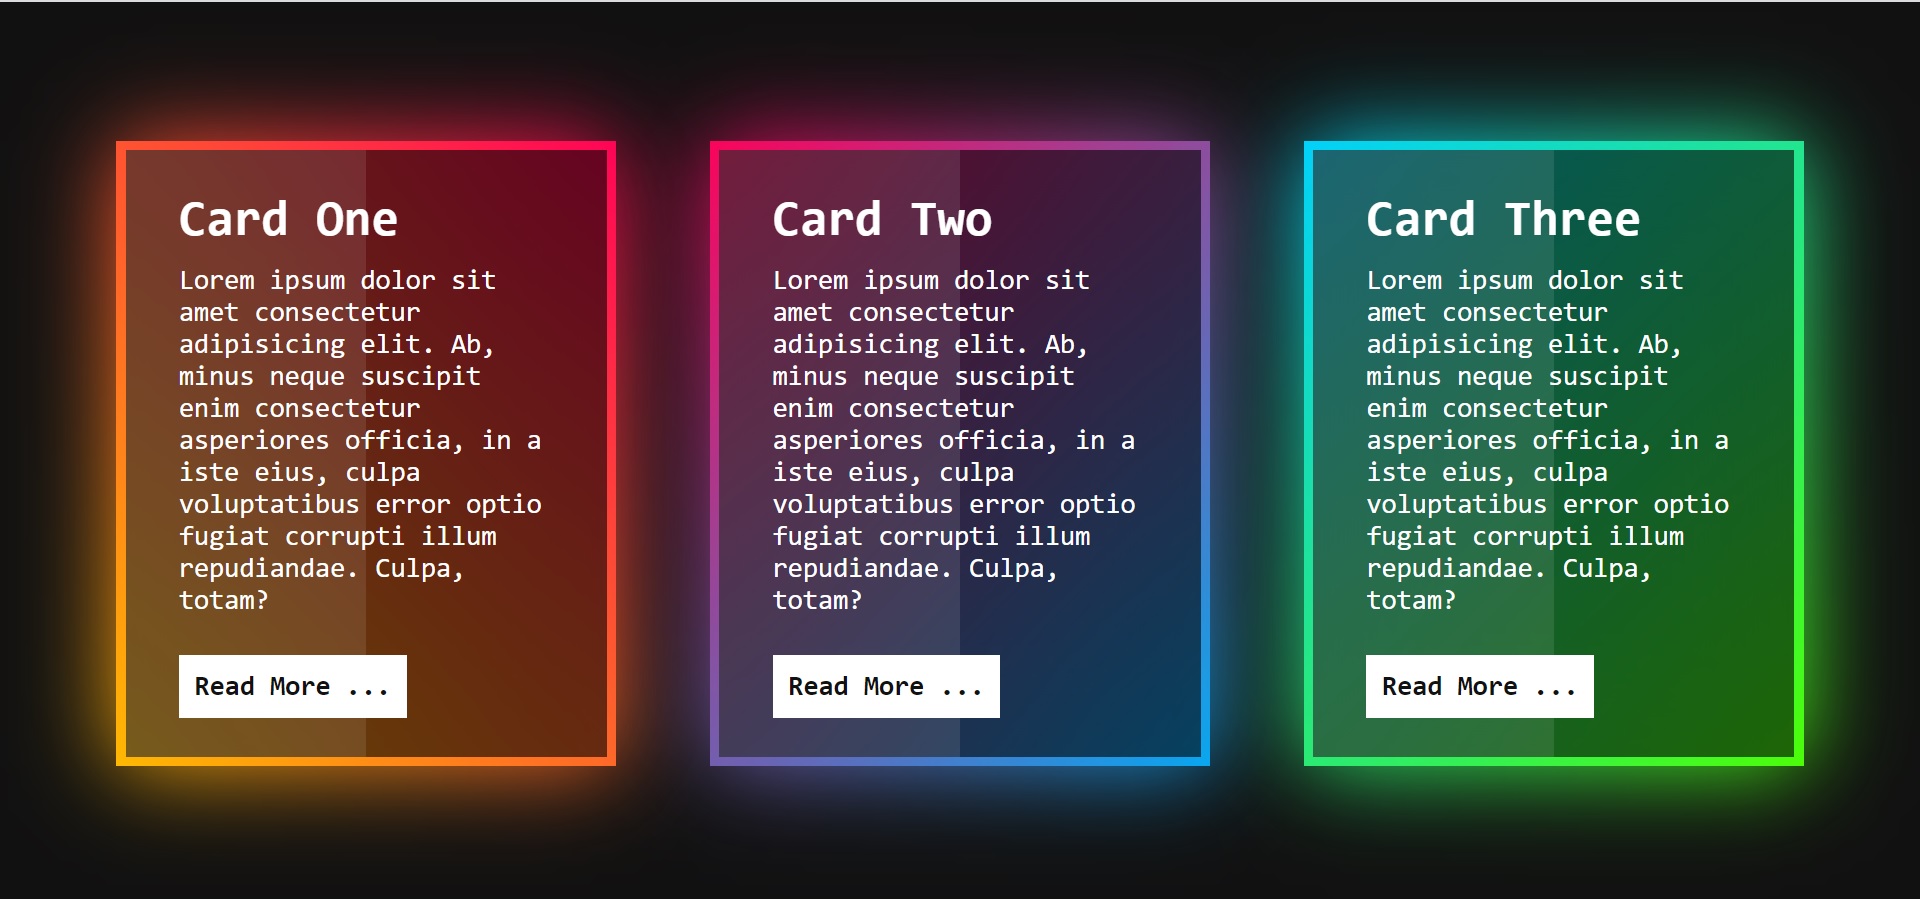 Card One
Lorem ipsum dolor sit
amet consectetur
adipisicing elit. Ab,
minus neque suscipit
enim consectetur
asperiores officia, in a
iste eius, culpa
voluptatibus error optio
fugiat corrupti illum
repudiandae. Culpa,
totam?
Read More ...
Card Two
Lorem ipsum dolor sit
amet consectetur
adipisicing elit. Ab,
minus neque suscipit
enim consectetur
asperiores officia, in a
iste eius, culpa
voluptatibus error optio
fugiat corrupti illum
repudiandae. Culpa,
totam?
Read More ...
Card Three
Lorem ipsum dolor sit
amet consectetur
adipisicing elit. Ab,
minus neque suscipit
enim consectetur
asperiores officia, in a
iste eius, culpa
voluptatibus error optio
fugiat corrupti illum
repudiandae. Culpa,
totam?
Read More ...